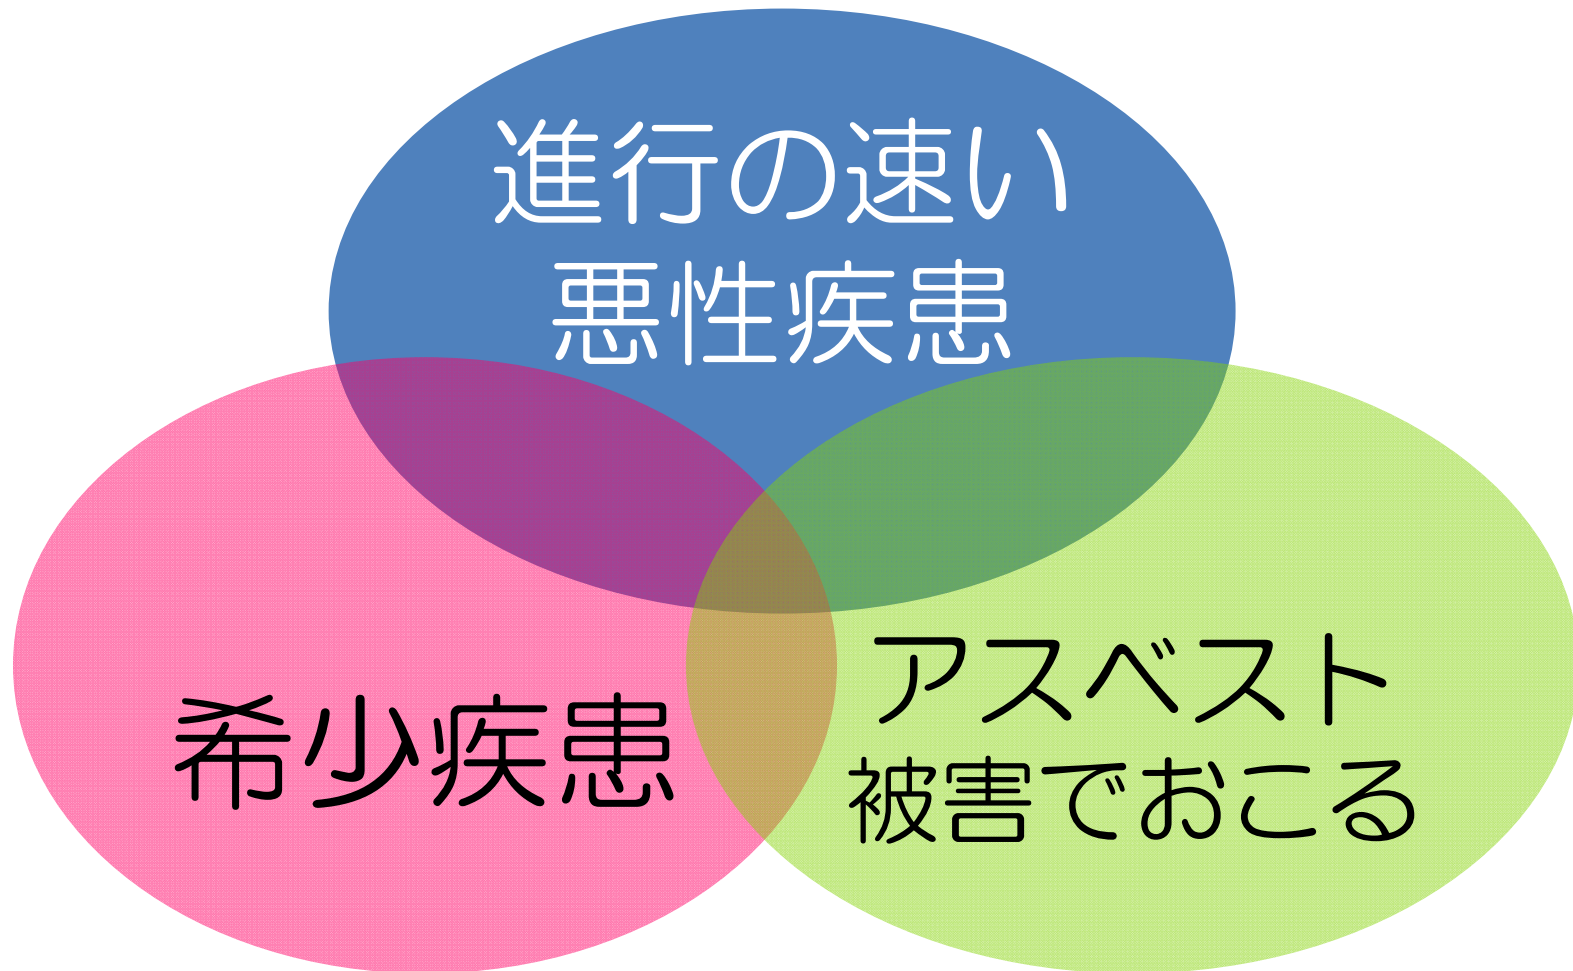 進行の速い
悪性疾患
希少疾患
アスベスト
被害でおこる